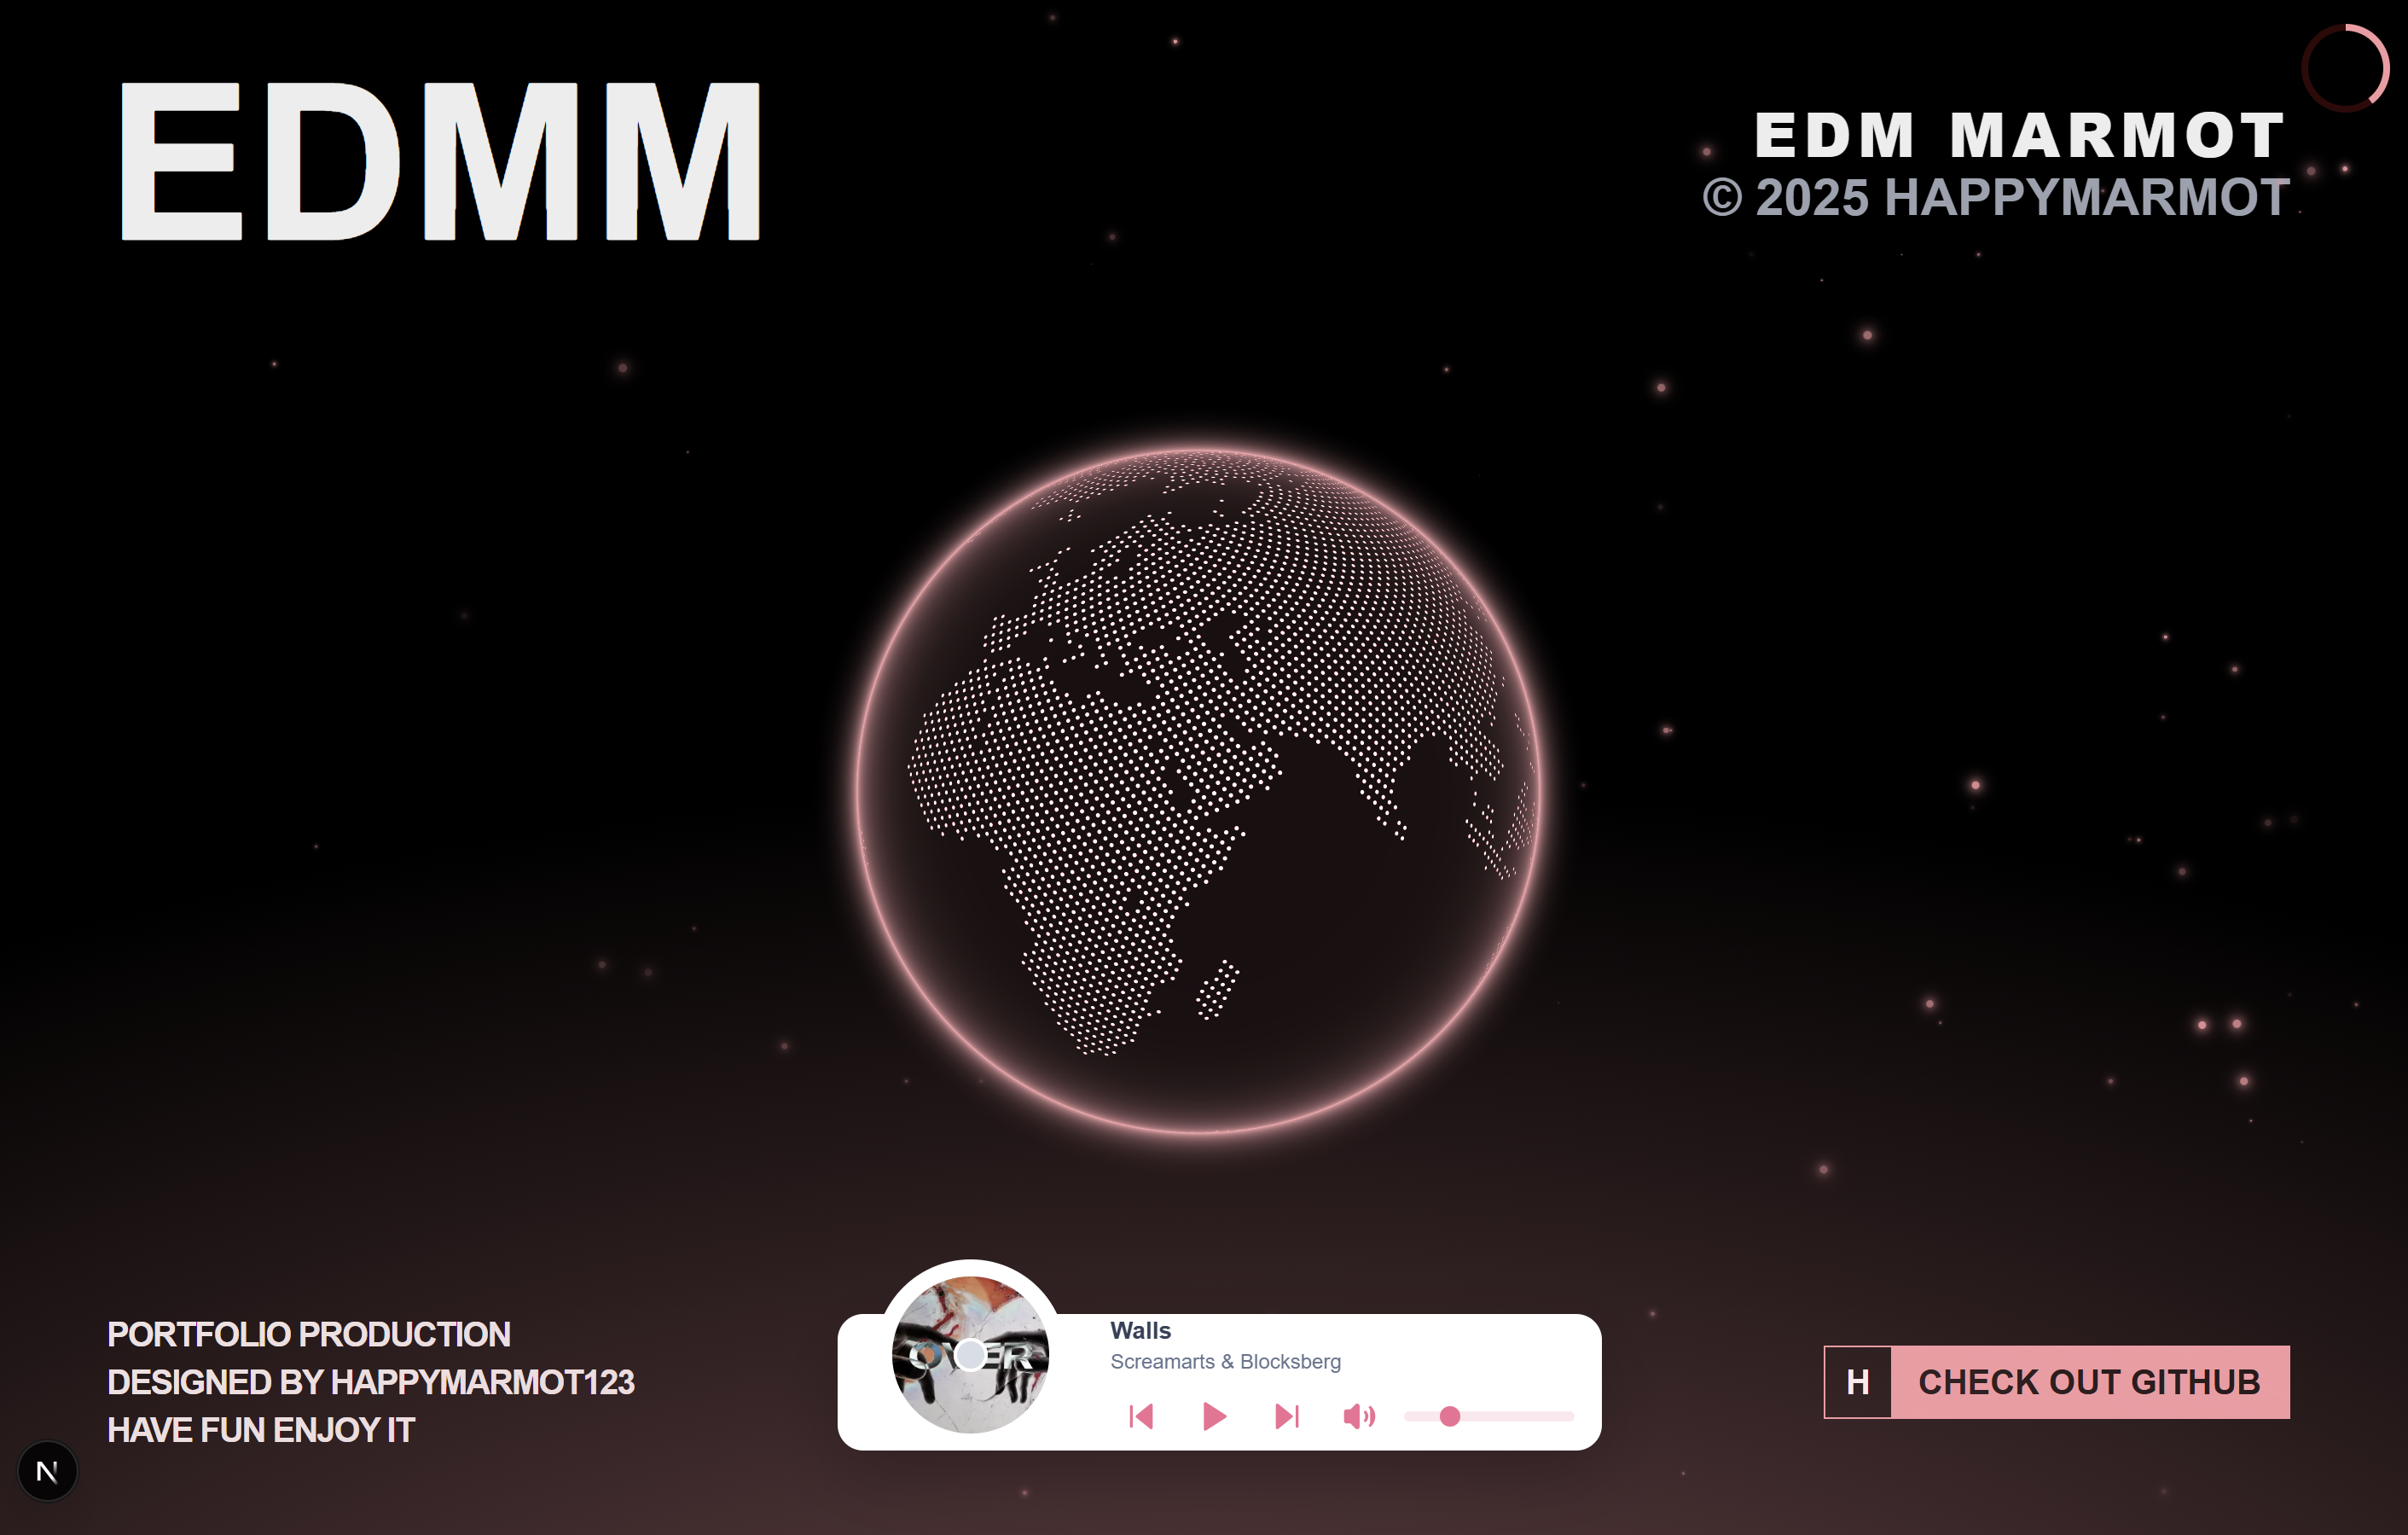 EDMM
EDM MARMOT
© 2025 HAPPYMARMOT
PORTFOLIO PRODUCTION
DESIGNED BY HAPPYMARMOT123
HAVE FUN ENJOY IT
OVER
Walls
Screamarts & Blocksberg
H
CHECK OUT GITHUB
N